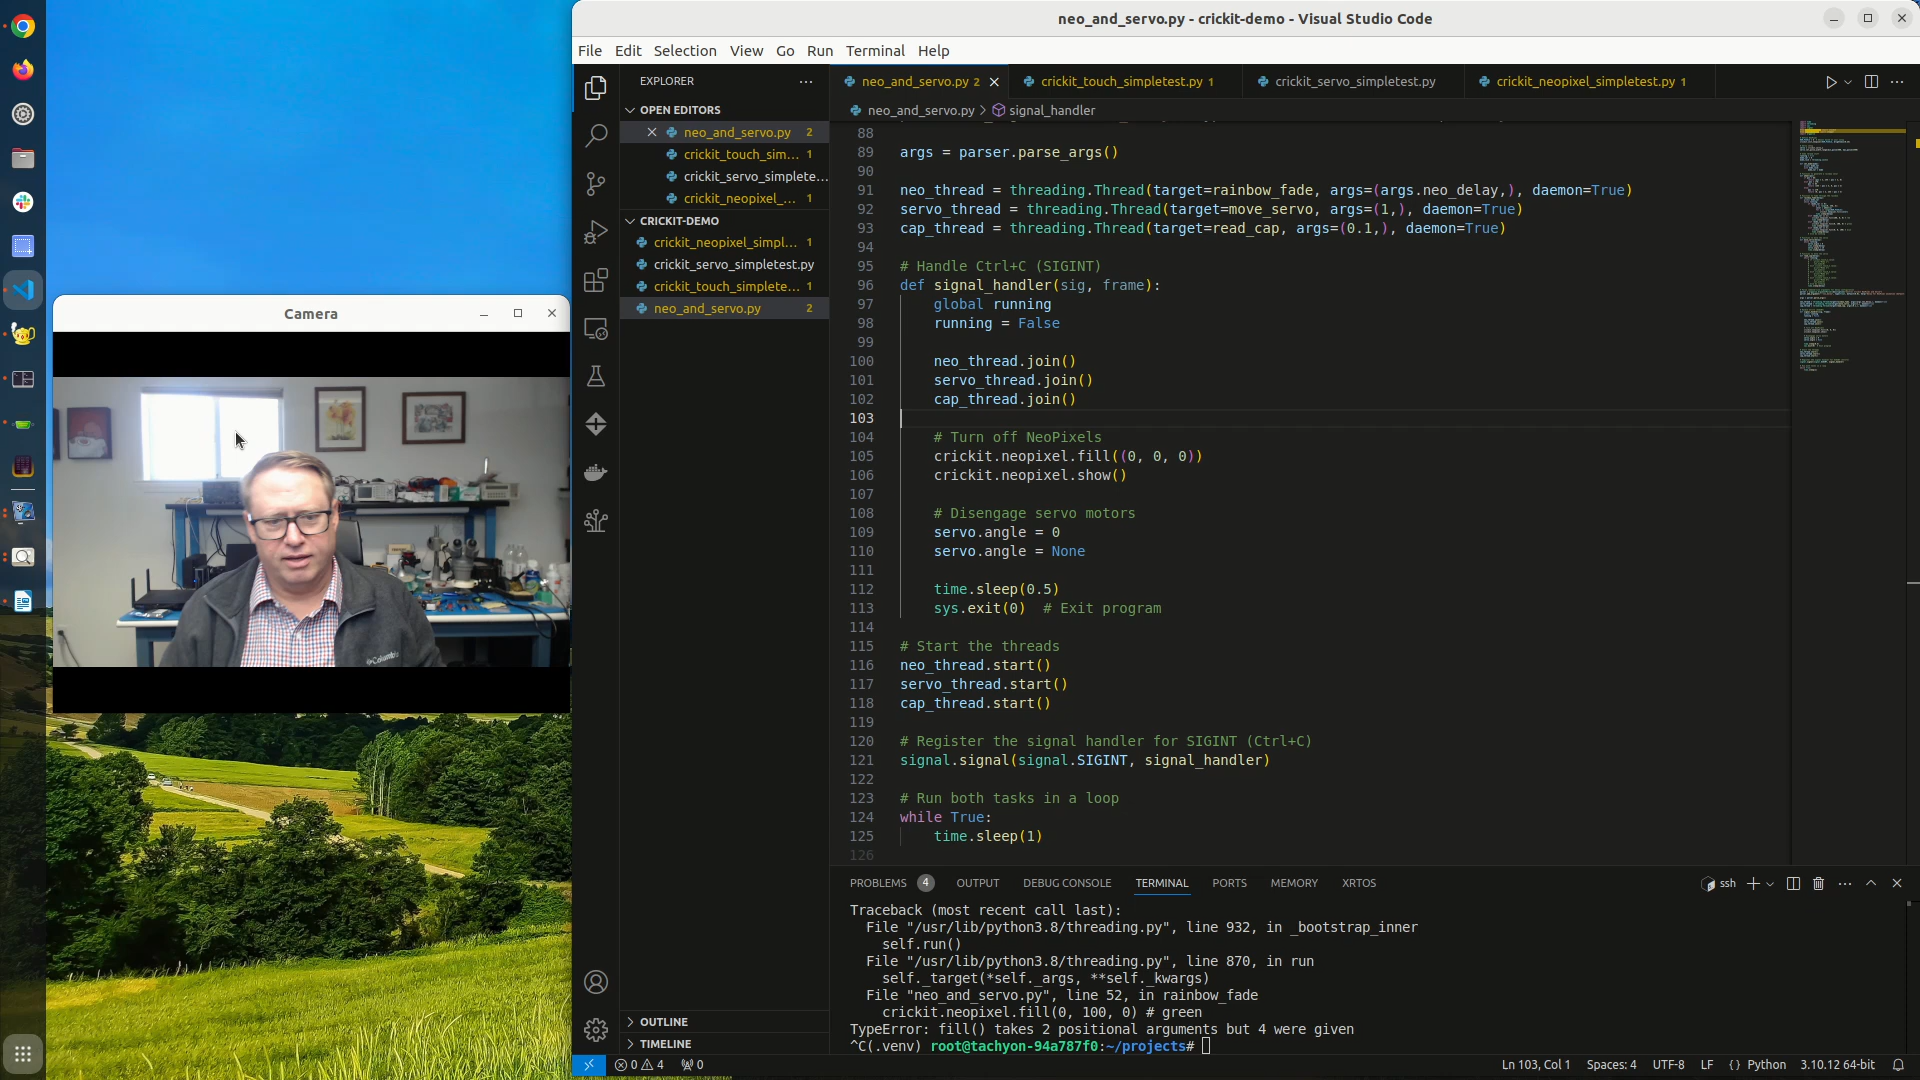 neo_and_servo.py - crickit-demo - Visual Studio Code
File Edit Selection View Go Run Terminal Help
EXPLORER
OPEN EDITORS
neo_and_servo.py 2
crickit_touch_sim... 1
crickit_servo_simplete...
crickit_neopixel_... 1
CRICKIT-DEMO
crickit_neopixel_simpl... 1
crickit_servo_simpletest.py
crickit_touch_simplete... 1
neo_and_servo.py 2
OUTLINE
TIMELINE
Camera
Columbia
neo_and_servo.py 2 crickit_touch_simpletest.py 1 crickit_servo_simpletest.py crickit_neopixel_simpletest.py 1
neo_and_servo.py > signal_handler
88
89 args = parser.parse_args()
90
91 neo_thread = threading.Thread(target=rainbow_fade, args=(args.neo_delay,), daemon=True)
92 servo_thread = threading.Thread(target=move_servo, args=(1,), daemon=True)
93 cap_thread = threading.Thread(target=read_cap, args=(0.1,), daemon=True)
94
95 # Handle Ctrl+C (SIGINT)
96 def signal_handler(sig, frame):
97 global running
98 running = False
99
100 neo_thread.join()
101 servo_thread.join()
102 cap_thread.join()
103
104 # Turn off NeoPixels
105 crickit.neopixel.fill((0, 0, 0))
106 crickit.neopixel.show()
107
108 # Disengage servo motors
109 servo.angle = 0
110 servo.angle = None
111
112 time.sleep(0.5)
113 sys.exit(0) # Exit program
114
115 # Start the threads
116 neo_thread.start()
117 servo_thread.start()
118 cap_thread.start()
119
120 # Register the signal handler for SIGINT (Ctrl+C)
121 signal.signal(signal.SIGINT, signal_handler)
122
123 # Run both tasks in a loop
124 while True:
125 time.sleep(1)
126
PROBLEMS 4 OUTPUT DEBUG CONSOLE TERMINAL PORTS MEMORY XRTOS
ssh
Traceback (most recent call last):
File "/usr/lib/python3.8/threading.py", line 932, in _bootstrap_inner
self.run()
File "/usr/lib/python3.8/threading.py", line 870, in run
self._target(*self._args, **self._kwargs)
File "neo_and_servo.py", line 52, in rainbow_fade
crickit.neopixel.fill(0, 100, 0) # green
TypeError: fill() takes 2 positional arguments but 4 were given
^C(.venv) root@tachyon-94a787f0:~/projects#
0 4 0 Ln 103, Col 1 Spaces: 4 UTF-8 LF {} Python 3.10.12 64-bit